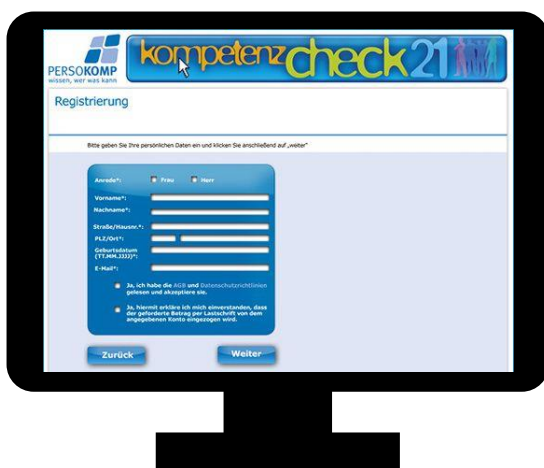 kompetenzcheck21
PERSOKOMP
wissen, wer was kann
Registrierung
Bitte geben Sie Ihre persönlichen Daten ein und klicken Sie anschließend auf „weiter"
Anrede*: Frau Herr
Vorname*:
Nachname*:
Straße/Hausnr.*:
PLZ/Ort*:
Geburtsdatum
(TT.MM.JJJJ)*:
E-Mail*:
Ja, ich habe die AGB und Datenschutzrichtlinien
gelesen und akzeptiere sie.
Ja, hiermit erkläre ich mich einverstanden, dass
der geforderte Betrag per Lastschrift von dem
angegebenen Konto eingezogen wird.
Zurück Weiter